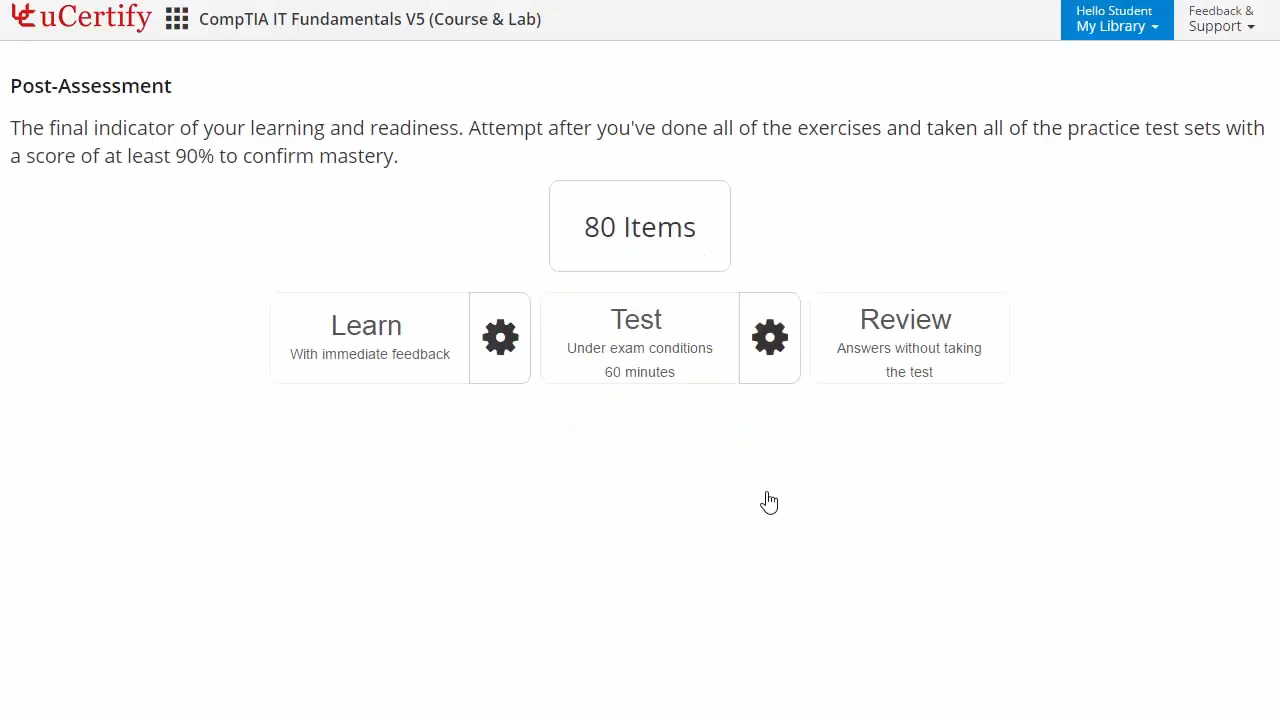 uCertify
CompTIA IT Fundamentals V5 (Course & Lab)
Hello Student
My Library
Feedback &
Support
Post-Assessment
The final indicator of your learning and readiness. Attempt after you've done all of the exercises and taken all of the practice test sets with
a score of at least 90% to confirm mastery.
80 Items
Learn
With immediate feedback
Test
Under exam conditions
60 minutes
Review
Answers without taking
the test